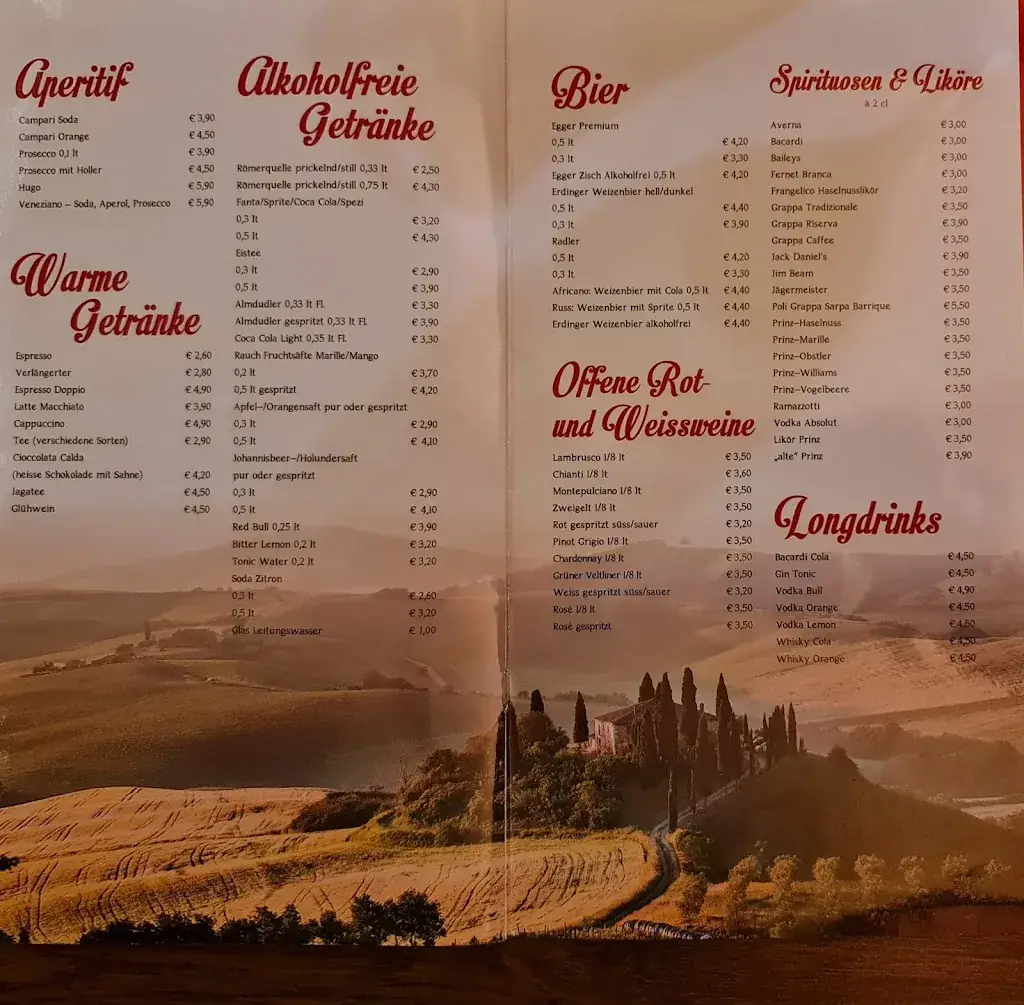 Aperitif
Campari Soda € 3,90
Campari Orange € 4,50
Prosecco 0,1 lt € 3,90
Prosecco mit Holler € 4,50
Hugo € 5,90
Veneziano – Soda, Aperol, Prosecco € 5,90
Warme
Getränke
Espresso € 2,60
Verlängerter € 2,80
Espresso Doppio € 4,90
Latte Macchiato € 3,90
Cappuccino € 4,90
Tee (verschiedene Sorten) € 2,90
Cioccolata Calda
(heisse Schokolade mit Sahne) € 4,20
Jagatee € 4,50
Glühwein € 4,50
Alkoholfreie
Getränke
Römerquelle prickelnd/still 0,33 lt € 2,50
Römerquelle prickelnd/still 0,75 lt € 4,30
Fanta/Sprite/Coca Cola/Spezi
0,3 lt € 3,20
0,5 lt € 4,30
Eistee
0,3 lt € 2,90
0,5 lt € 3,90
Almdudler 0,33 lt Fl. € 3,30
Almdudler gespritzt 0,33 lt Fl. € 3,90
Coca Cola Light 0,35 lt Fl. € 3,30
Rauch Fruchtsäfte Marille/Mango
0,2 lt € 3,70
0,5 lt gespritzt € 4,20
Apfel-/Orangensaft pur oder gespritzt
0,3 lt € 2,90
0,5 lt € 4,10
Johannisbeer-/Holundersaft
pur oder gespritzt
0,3 lt € 2,90
0,5 lt € 4,10
Red Bull 0,25 lt € 3,90
Bitter Lemon 0,2 lt € 3,20
Tonic Water 0,2 lt € 3,20
Soda Zitron
0,3 lt € 2,60
0,5 lt € 3,20
Glas Leitungswasser € 1,00
Bier
Egger Premium
0,5 lt € 4,20
0,3 lt € 3,30
Egger Zisch Alkoholfrei 0,5 lt € 4,20
Erdinger Weizenbier hell/dunkel
0,5 lt € 4,40
0,3 lt € 3,90
Radler
0,5 lt € 4,20
0,3 lt € 3,30
Africano: Weizenbier mit Cola 0,5 lt € 4,40
Russ: Weizenbier mit Sprite 0,5 lt € 4,40
Erdinger Weizenbier alkoholfrei € 4,40
Offene Rot-
und Weissweine
Lambrusco 1/8 lt € 3,50
Chianti 1/8 lt € 3,60
Montepulciano 1/8 lt € 3,50
Zweigelt 1/8 lt € 3,50
Rot gespritzt süss/sauer € 3,20
Pinot Grigio 1/8 lt € 3,50
Chardonnay 1/8 lt € 3,50
Grüner Veltliner 1/8 lt € 3,50
Weiss gespritzt süss/sauer € 3,20
Rosè 1/8 lt € 3,50
Rosè gespritzt € 3,50
Spirituosen & Liköre
à 2 cl
Averna € 3,00
Bacardi € 3,00
Baileys € 3,00
Fernet Branca € 3,00
Frangelico Haselnusslikör € 3,20
Grappa Tradizionale € 3,50
Grappa Riserva € 3,90
Grappa Caffee € 3,50
Jack Daniel's € 3,90
Jim Beam € 3,50
Jägermeister € 3,50
Poli Grappa Sarpa Barrique € 5,50
Prinz-Haselnuss € 3,50
Prinz-Marille € 3,50
Prinz-Obstler € 3,50
Prinz-Williams € 3,50
Prinz-Vogelbeere € 3,50
Ramazzotti € 3,00
Vodka Absolut € 3,00
Likör Prinz € 3,50
„alte“ Prinz € 3,90
Longdrinks
Bacardi Cola € 4,50
Gin Tonic € 4,50
Vodka Bull € 4,90
Vodka Orange € 4,50
Vodka Lemon € 4,50
Whisky Cola € 4,50
Whisky Orange € 4,50